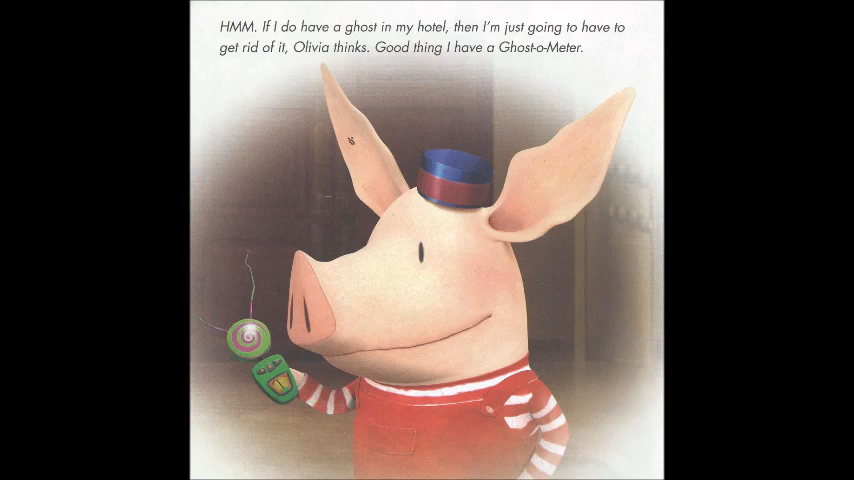 HMM. If I do have a ghost in my hotel, then I'm just going to have to
get rid of it, Olivia thinks. Good thing I have a Ghost-o-Meter.